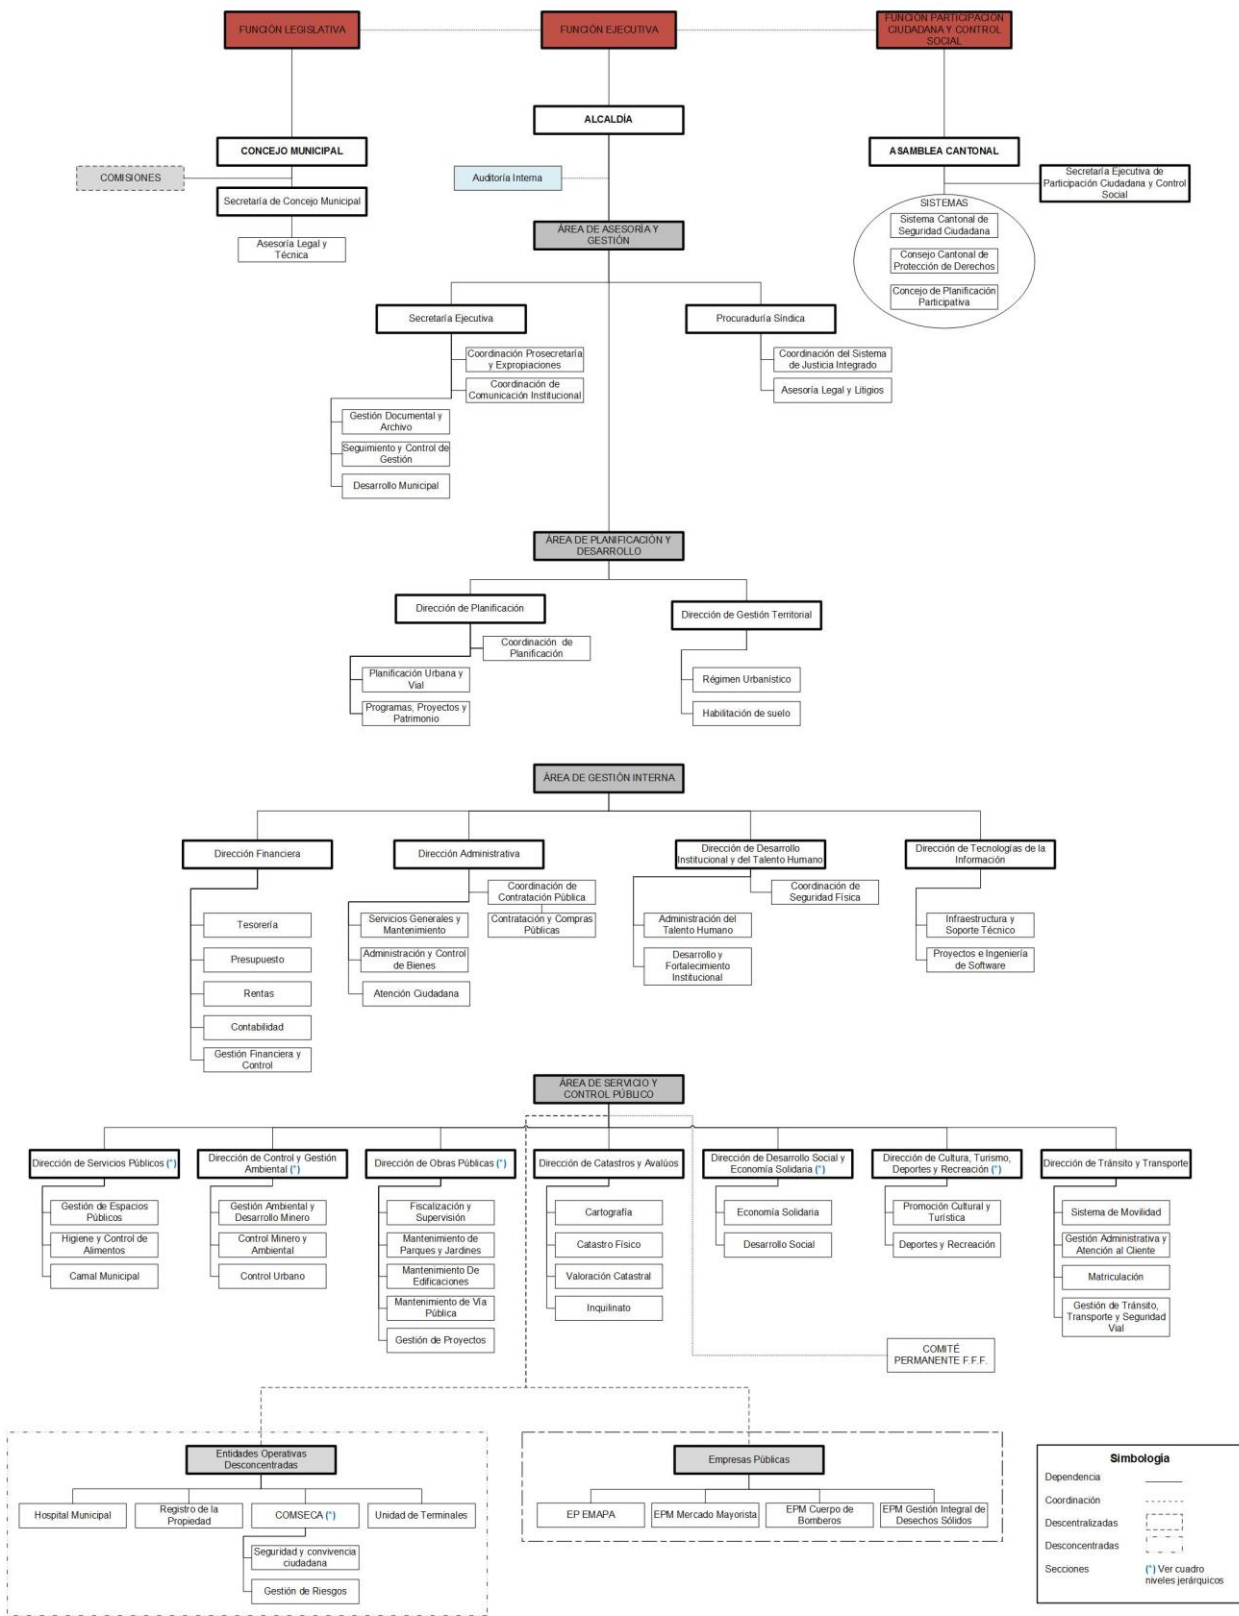 FUNCIÓN LEGISLATIVA
FUNCIÓN EJECUTIVA
FUNCIÓN PARTICIPACIÓN
CIUDADANA Y CONTROL
SOCIAL
ALCALDÍA
CONCEJO MUNICIPAL
ASAMBLEA CANTONAL
COMISIONES
Auditoría Interna
Secretaría Ejecutiva de
Participación Ciudadana y Control
Social
Secretaría de Concejo Municipal
SISTEMAS
Sistema Cantonal de
Seguridad Ciudadana
Asesoría Legal y
Técnica
ÁREA DE ASESORÍA Y
GESTIÓN
Consejo Cantonal de
Protección de Derechos
Concejo de Planificación
Participativa
Secretaría Ejecutiva
Procuraduría Síndica
Coordinación Prosecretaría
y Expropiaciones
Coordinación de
Comunicación Institucional
Coordinación del Sistema
de Justicia Integrado
Asesoría Legal y Litigios
Gestión Documental y
Archivo
Seguimiento y Control de
Gestión
Desarrollo Municipal
ÁREA DE PLANIFICACIÓN Y
DESARROLLO
Dirección de Planificación
Dirección de Gestión Territorial
Coordinación de
Planificación
Planificación Urbana y
Vial
Programas, Proyectos y
Patrimonio
Régimen Urbanístico
Habilitación de suelo
ÁREA DE GESTIÓN INTERNA
Dirección Financiera
Dirección Administrativa
Dirección de Desarrollo
Institucional y del Talento Humano
Dirección de Tecnologías de la
Información
Tesorería
Presupuesto
Rentas
Contabilidad
Gestión Financiera y
Control
Coordinación de
Contratación Pública
Contratación y Compras
Públicas
Servicios Generales y
Mantenimiento
Administración y Control
de Bienes
Atención Ciudadana
Coordinación de
Seguridad Física
Administración del
Talento Humano
Desarrollo y
Fortalecimiento
Institucional
Infraestructura y
Soporte Técnico
Proyectos e Ingeniería
de Software
ÁREA DE SERVICIO Y
CONTROL PÚBLICO
Dirección de Servicios Públicos (*)
Dirección de Control y Gestión
Ambiental (*)
Dirección de Obras Públicas (*)
Dirección de Catastros y Avalúos
Dirección de Desarrollo Social y
Economía Solidaria (*)
Dirección de Cultura, Turismo,
Deportes y Recreación (*)
Dirección de Tránsito y Transporte
Gestión de Espacios
Públicos
Higiene y Control de
Alimentos
Camal Municipal
Gestión Ambiental y
Desarrollo Minero
Control Minero y
Ambiental
Control Urbano
Fiscalización y
Supervisión
Mantenimiento de
Parques y Jardines
Mantenimiento De
Edificaciones
Mantenimiento de Vía
Pública
Gestión de Proyectos
Cartografía
Catastro Físico
Valoración Catastral
Inquilinato
Economía Solidaria
Desarrollo Social
Promoción Cultural y
Turística
Deportes y Recreación
Sistema de Movilidad
Gestión Administrativa y
Atención al Cliente
Matriculación
Gestión de Tránsito,
Transporte y Seguridad
Vial
COMITÉ
PERMANENTE F.F.F.
Entidades Operativas
Desconcentradas
Hospital Municipal
Registro de la
Propiedad
COMSECA (*)
Unidad de Terminales
Seguridad y convivencia
ciudadana
Gestión de Riesgos
Empresas Públicas
EP EMAPA
EPM Mercado Mayorista
EPM Cuerpo de
Bomberos
EPM Gestión Integral de
Desechos Sólidos
Simbología
Dependencia
Coordinación
Descentralizadas
Desconcentradas
Secciones
(*) Ver cuadro
niveles jerárquicos